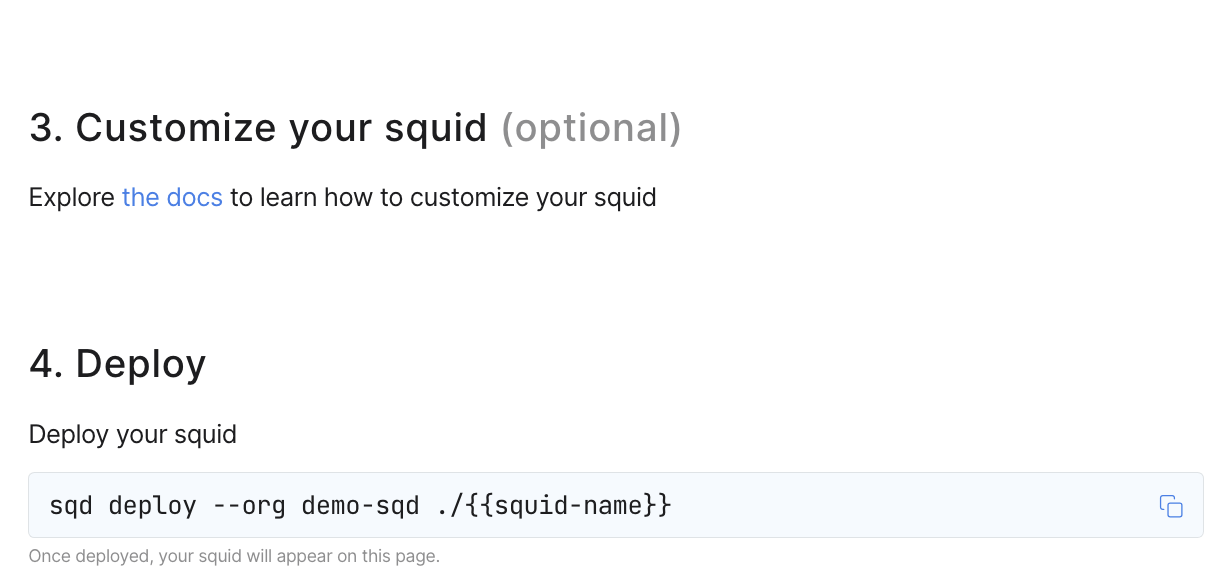 3. Customize your squid (optional)
Explore the docs to learn how to customize your squid
4. Deploy
Deploy your squid
sqd deploy --org demo-sqd ./{{squid-name}}
Once deployed, your squid will appear on this page.